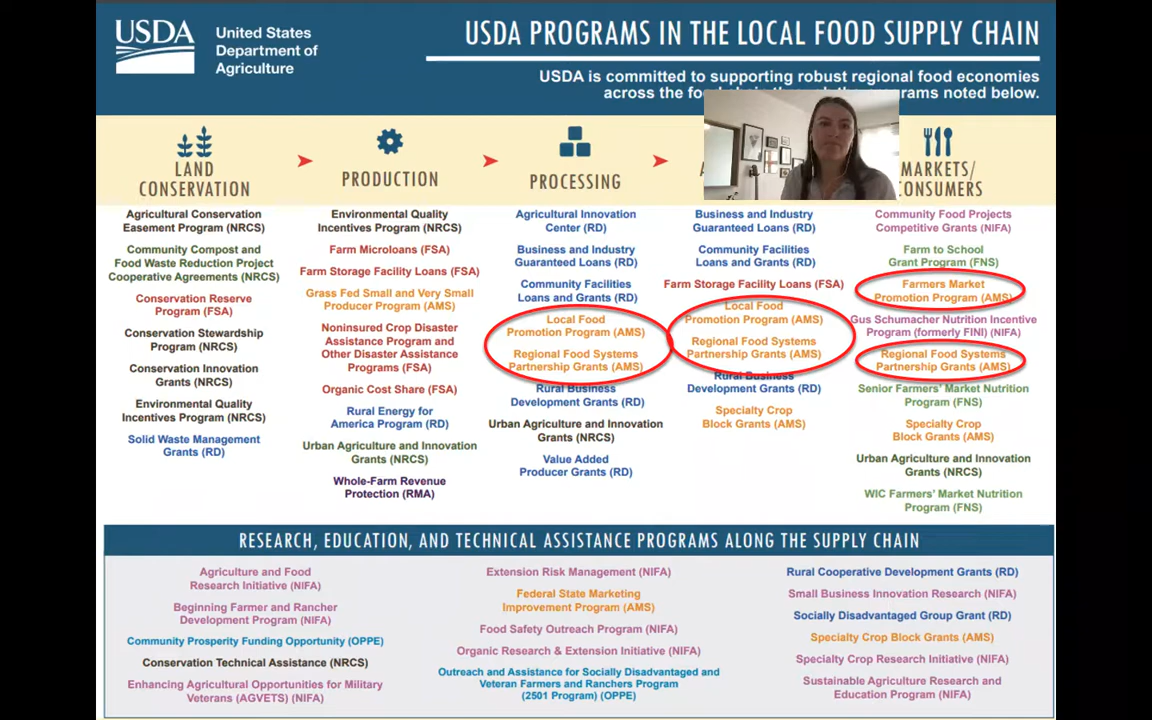 USDA
United States
Department of
Agriculture
USDA PROGRAMS IN THE LOCAL FOOD SUPPLY CHAIN
USDA is committed to supporting robust regional food economies
across the
noted below.
LAND
CONSERVATION
Agricultural Conservation
Easement Program (NRCS)
Community Compost and
Food Waste Reduction Project
Cooperative Agreements (NRCS)
Conservation Reserve
Program (FSA)
Conservation Stewardship
Program (NRCS)
Conservation Innovation
Grants (NRCS)
Environmental Quality
Incentives Program (NRCS)
Solid Waste Management
Grants (RD)
PRODUCTION
Environmental Quality
Incentives Program (NRCS)
Farm Microloans (FSA)
Farm Storage Facility Loans (FSA)
Grass Fed Small and Very Small
Producer Program (AMS)
Noninsured Crop Disaster
Assistance Program and
Other Disaster Assistance
Programs (FSA)
Organic Cost Share (FSA)
Rural Energy for
America Program (RD)
Urban Agriculture and Innovation
Grants (NRCS)
Whole-Farm Revenue
Protection (RMA)
PROCESSING
Agricultural Innovation
Center (RD)
Business and Industry
Guaranteed Loans (RD)
Community Facilities
Loans and Grants (RD)
Local Food
Promotion Program (AMS)
Regional Food Systems
Partnership Grants (AMS)
Rural Business
Development Grants (RD)
Urban Agriculture and Innovation
Grants (NRCS)
Value Added
Producer Grants (RD)
Business and Industry
Guaranteed Loans (RD)
Community Facilities
Loans and Grants (RD)
Farm Storage Facility Loans (FSA)
Local Food
Promotion Program (AMS)
Regional Food Systems
Partnership Grants (AMS)
Rural Business
Development Grants (RD)
Specialty Crop
Block Grants (AMS)
MARKETS/
CONSUMERS
Community Food Projects
Competitive Grants (NIFA)
Farm to School
Grant Program (FNS)
Farmers Market
Promotion Program (AMS)
Gus Schumacher Nutrition Incentive
Program (formerly FINI) (NIFA)
Regional Food Systems
Partnership Grants (AMS)
Senior Farmers' Market Nutrition
Program (FNS)
Specialty Crop
Block Grants (AMS)
Urban Agriculture and Innovation
Grants (NRCS)
WIC Farmers' Market Nutrition
Program (FNS)
RESEARCH, EDUCATION, AND TECHNICAL ASSISTANCE PROGRAMS ALONG THE SUPPLY CHAIN
Agriculture and Food
Research Initiative (NIFA)
Beginning Farmer and Rancher
Development Program (NIFA)
Community Prosperity Funding Opportunity (OPPE)
Conservation Technical Assistance (NRCS)
Enhancing Agricultural Opportunities for Military
Veterans (AGVETS) (NIFA)
Extension Risk Management (NIFA)
Federal State Marketing
Improvement Program (AMS)
Food Safety Outreach Program (NIFA)
Organic Research & Extension Initiative (NIFA)
Outreach and Assistance for Socially Disadvantaged and
Veteran Farmers and Ranchers Program
(2501 Program) (OPPE)
Rural Cooperative Development Grants (RD)
Small Business Innovation Research (NIFA)
Socially Disadvantaged Group Grant (RD)
Specialty Crop Block Grants (AMS)
Specialty Crop Research Initiative (NIFA)
Sustainable Agriculture Research and
Education Program (NIFA)